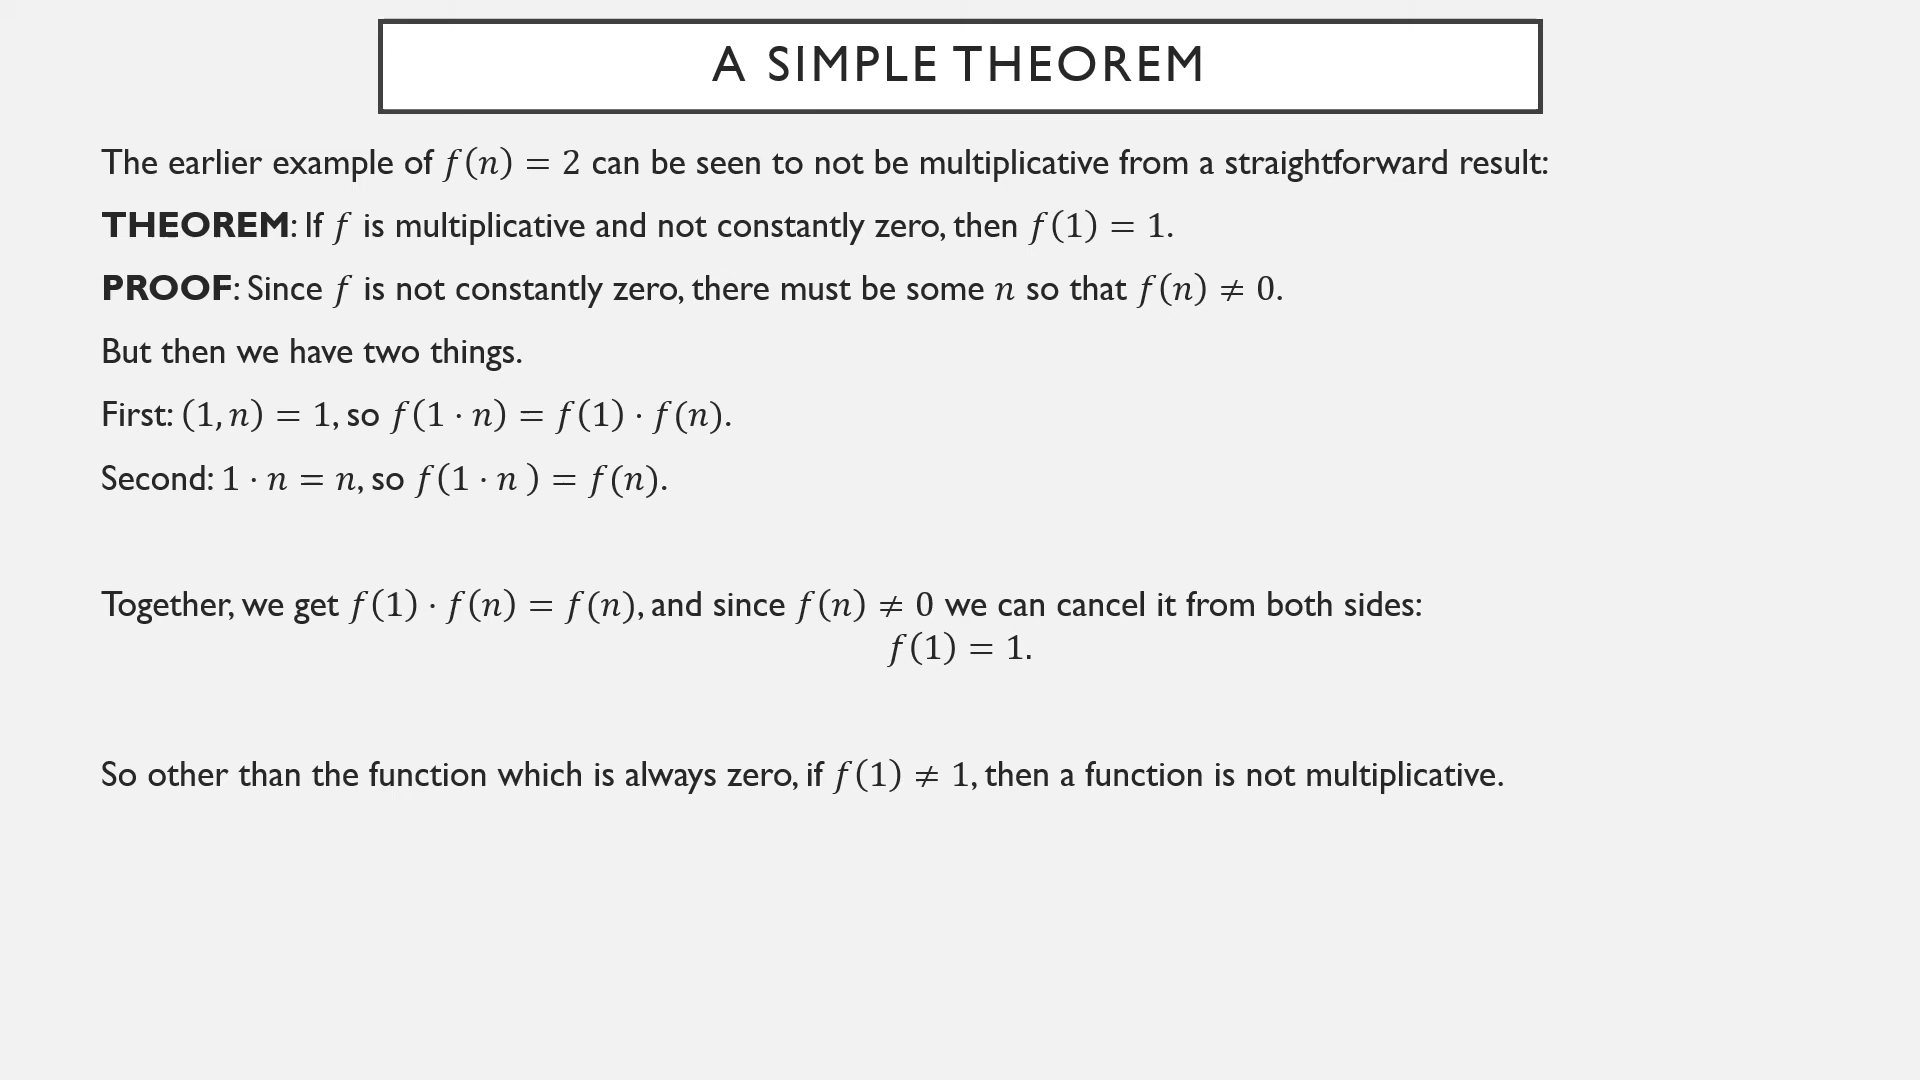 A SIMPLE THEOREM
The earlier example of f(n) = 2 can be seen to not be multiplicative from a straightforward result:
THEOREM: If f is multiplicative and not constantly zero, then f(1) = 1.
PROOF: Since f is not constantly zero, there must be some n so that f(n) ≠ 0.
But then we have two things.
First: (1, n) = 1, so f(1 · n) = f(1) · f(n).
Second: 1 · n = n, so f(1 · n ) = f(n).
Together, we get f(1) · f(n) = f(n), and since f(n) ≠ 0 we can cancel it from both sides:
f(1) = 1.
So other than the function which is always zero, if f(1) ≠ 1, then a function is not multiplicative.